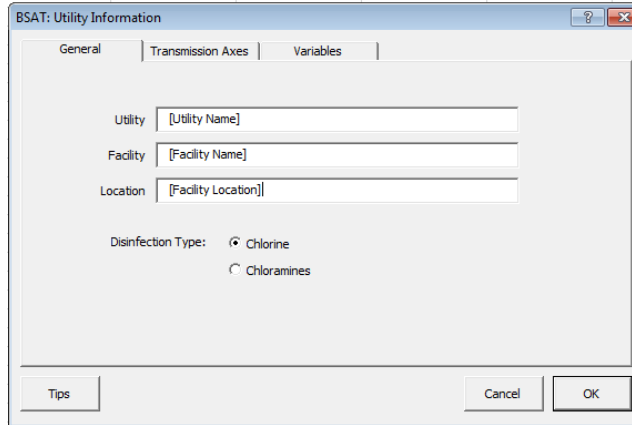 BSAT: Utility Information
General Transmission Axes Variables
Utility [Utility Name]
Facility [Facility Name]
Location [Facility Location]
Disinfection Type: Chlorine
Chloramines
Tips Cancel OK